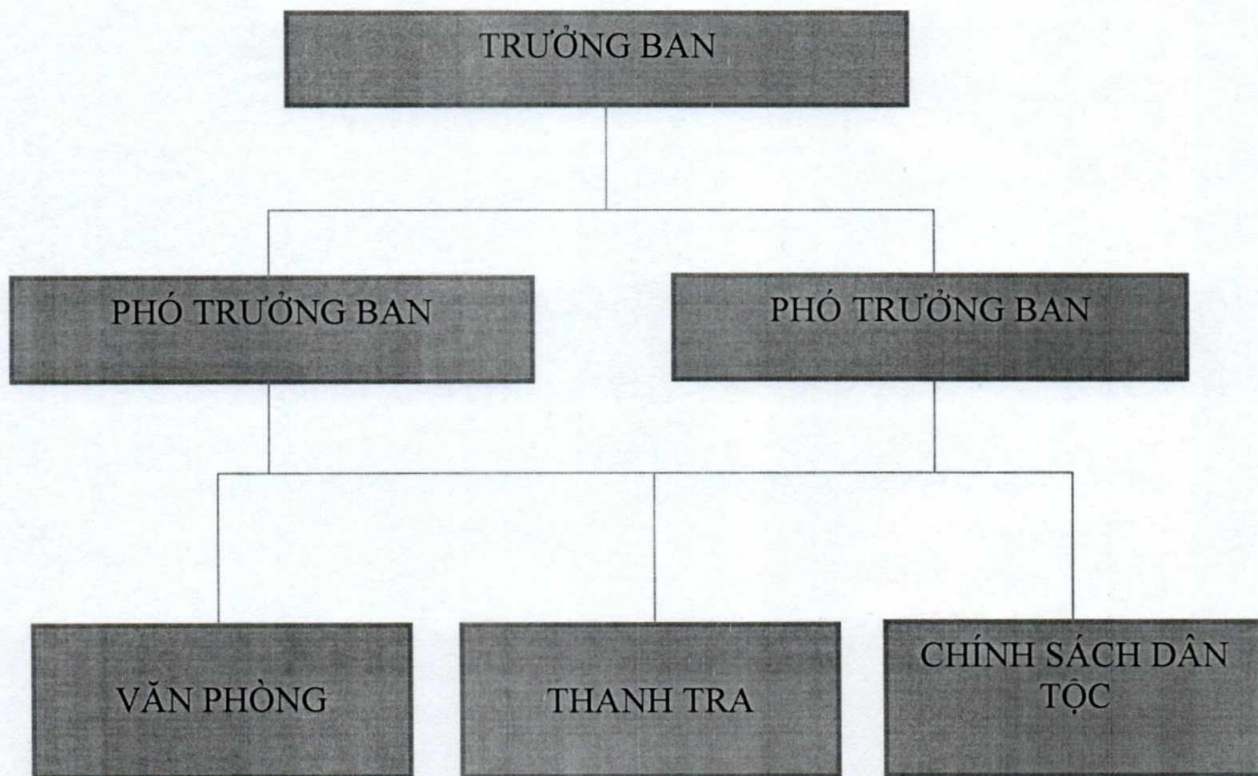 TRƯỞNG BAN
PHÓ TRƯỞNG BAN
PHÓ TRƯỞNG BAN
VĂN PHÒNG
THANH TRA
CHÍNH SÁCH DÂN
TỘC